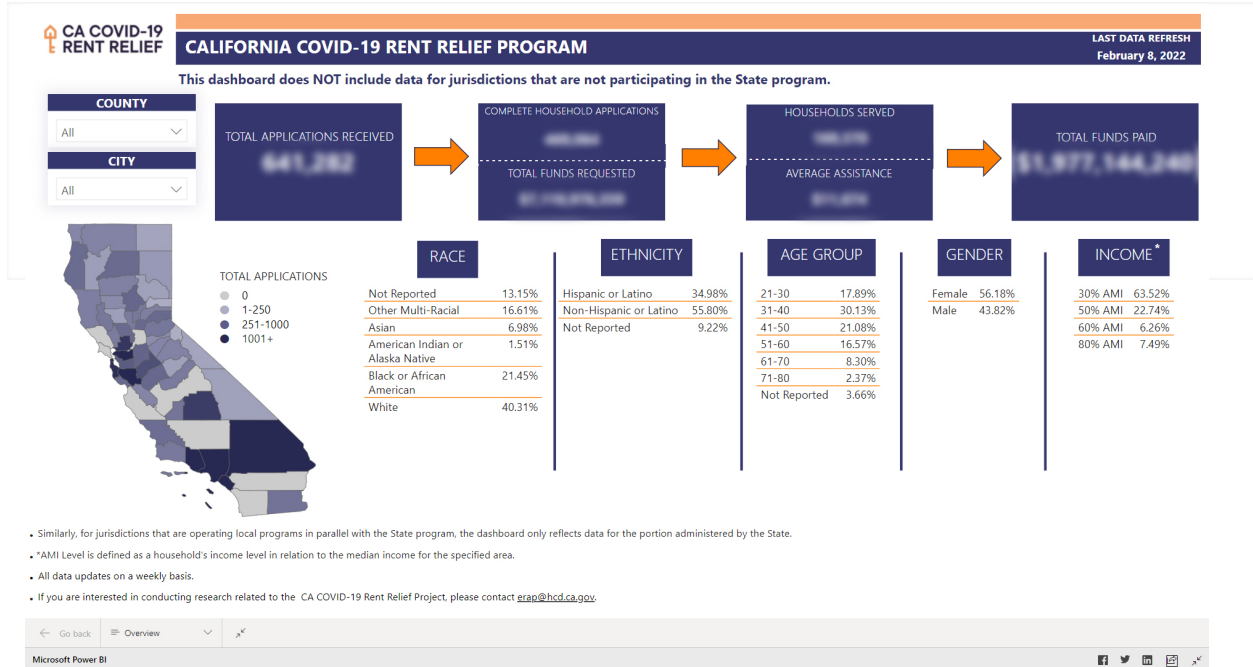 CA COVID-19
RENT RELIEF
CALIFORNIA COVID-19 RENT RELIEF PROGRAM
LAST DATA REFRESH
February 8, 2022
This dashboard does NOT include data for jurisdictions that are not participating in the State program.
COUNTY
All
CITY
All
TOTAL APPLICATIONS RECEIVED
641,282
COMPLETE HOUSEHOLD APPLICATIONS
TOTAL FUNDS REQUESTED
HOUSEHOLDS SERVED
AVERAGE ASSISTANCE
TOTAL FUNDS PAID
$1,977,144,240
TOTAL APPLICATIONS
0
1-250
251-1000
1001+
RACE
Not Reported 13.15%
Other Multi-Racial 16.61%
Asian 6.98%
American Indian or 1.51%
Alaska Native
Black or African 21.45%
American
White 40.31%
ETHNICITY
Hispanic or Latino 34.98%
Non-Hispanic or Latino 55.80%
Not Reported 9.22%
AGE GROUP
21-30 17.89%
31-40 30.13%
41-50 21.08%
51-60 16.57%
61-70 8.30%
71-80 2.37%
Not Reported 3.66%
GENDER
Female 56.18%
Male 43.82%
INCOME*
30% AMI 63.52%
50% AMI 22.74%
60% AMI 6.26%
80% AMI 7.49%
• Similarly, for jurisdictions that are operating local programs in parallel with the State program, the dashboard only reflects data for the portion administered by the State.
• *AMI Level is defined as a household's income level in relation to the median income for the specified area.
• All data updates on a weekly basis.
• If you are interested in conducting research related to the CA COVID-19 Rent Relief Project, please contact erap@hcd.ca.gov.
Go back
Overview
Microsoft Power BI